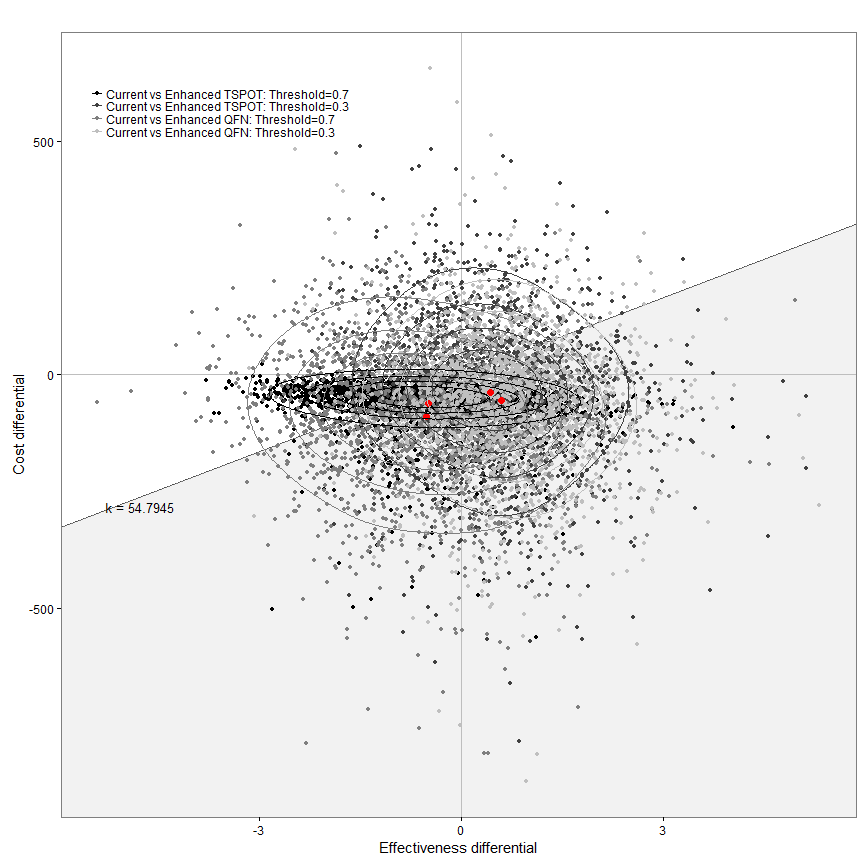 Current vs Enhanced TSPOT: Threshold=0.7
Current vs Enhanced TSPOT: Threshold=0.3
Current vs Enhanced QFN: Threshold=0.7
Current vs Enhanced QFN: Threshold=0.3
500
0
-500
Cost differential
k = 54.7945
-3
0
3
Effectiveness differential